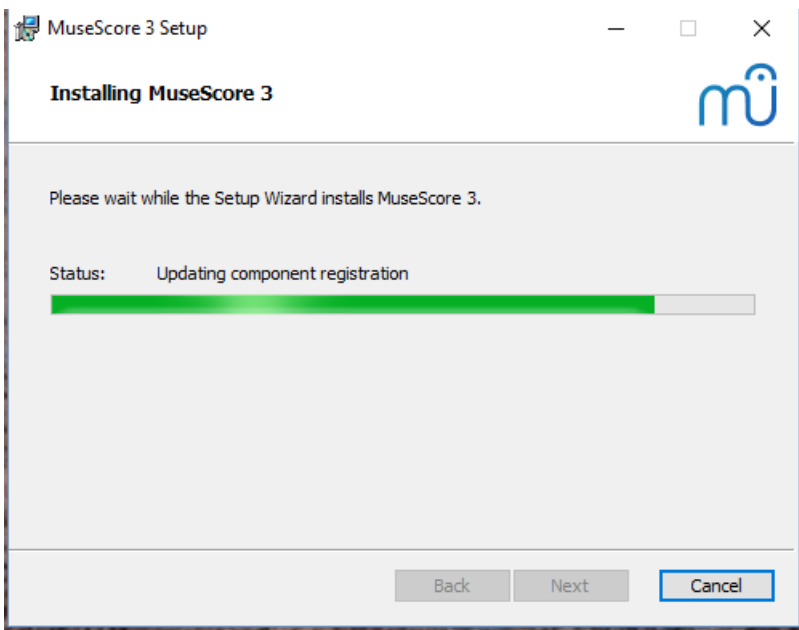 MuseScore 3 Setup
Installing MuseScore 3
Please wait while the Setup Wizard installs MuseScore 3.
Status: Updating component registration
Back Next Cancel